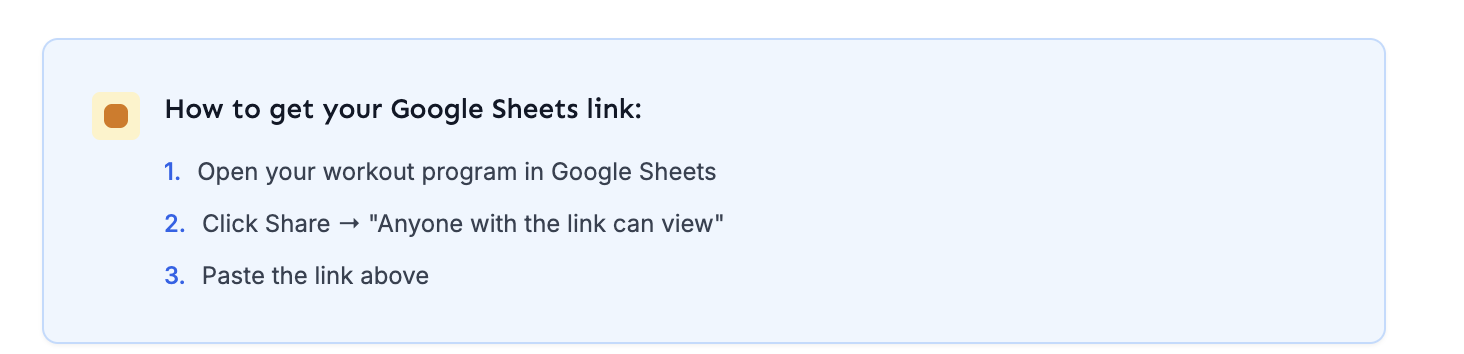 How to get your Google Sheets link:
1. Open your workout program in Google Sheets
2. Click Share → "Anyone with the link can view"
3. Paste the link above